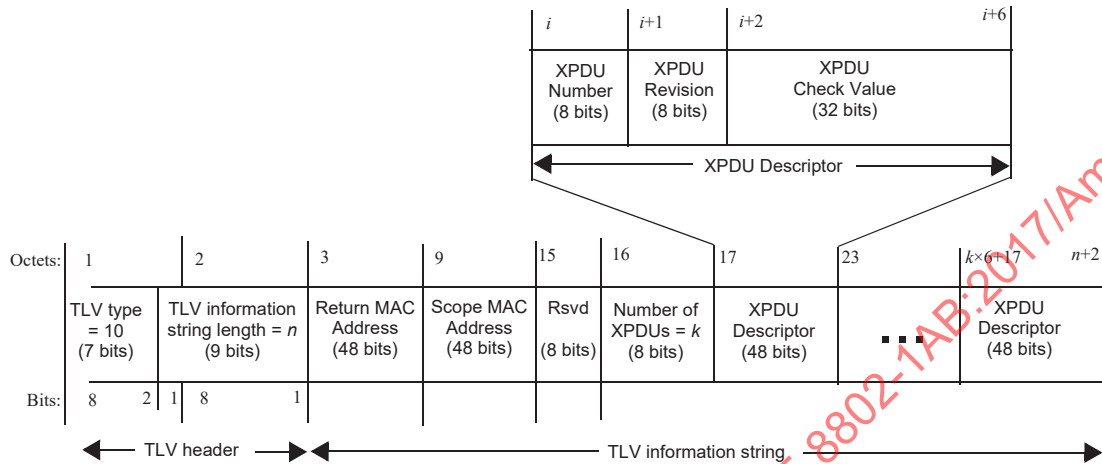 i i+1 i+2 i+6
XPDU Number (8 bits)
XPDU Revision (8 bits)
XPDU Check Value (32 bits)
XPDU Descriptor
Octets: 1 2 3 9 15 16 17 23 k×6+17 n+2
TLV type = 10 (7 bits)
TLV information string length = n (9 bits)
Return MAC Address (48 bits)
Scope MAC Address (48 bits)
Rsvd (8 bits)
Number of XPDUs = k (8 bits)
XPDU Descriptor (48 bits)
...
XPDU Descriptor (48 bits)
Bits: 8 2 1 8 1
TLV header
TLV information string
8802-1AB:2017/Am